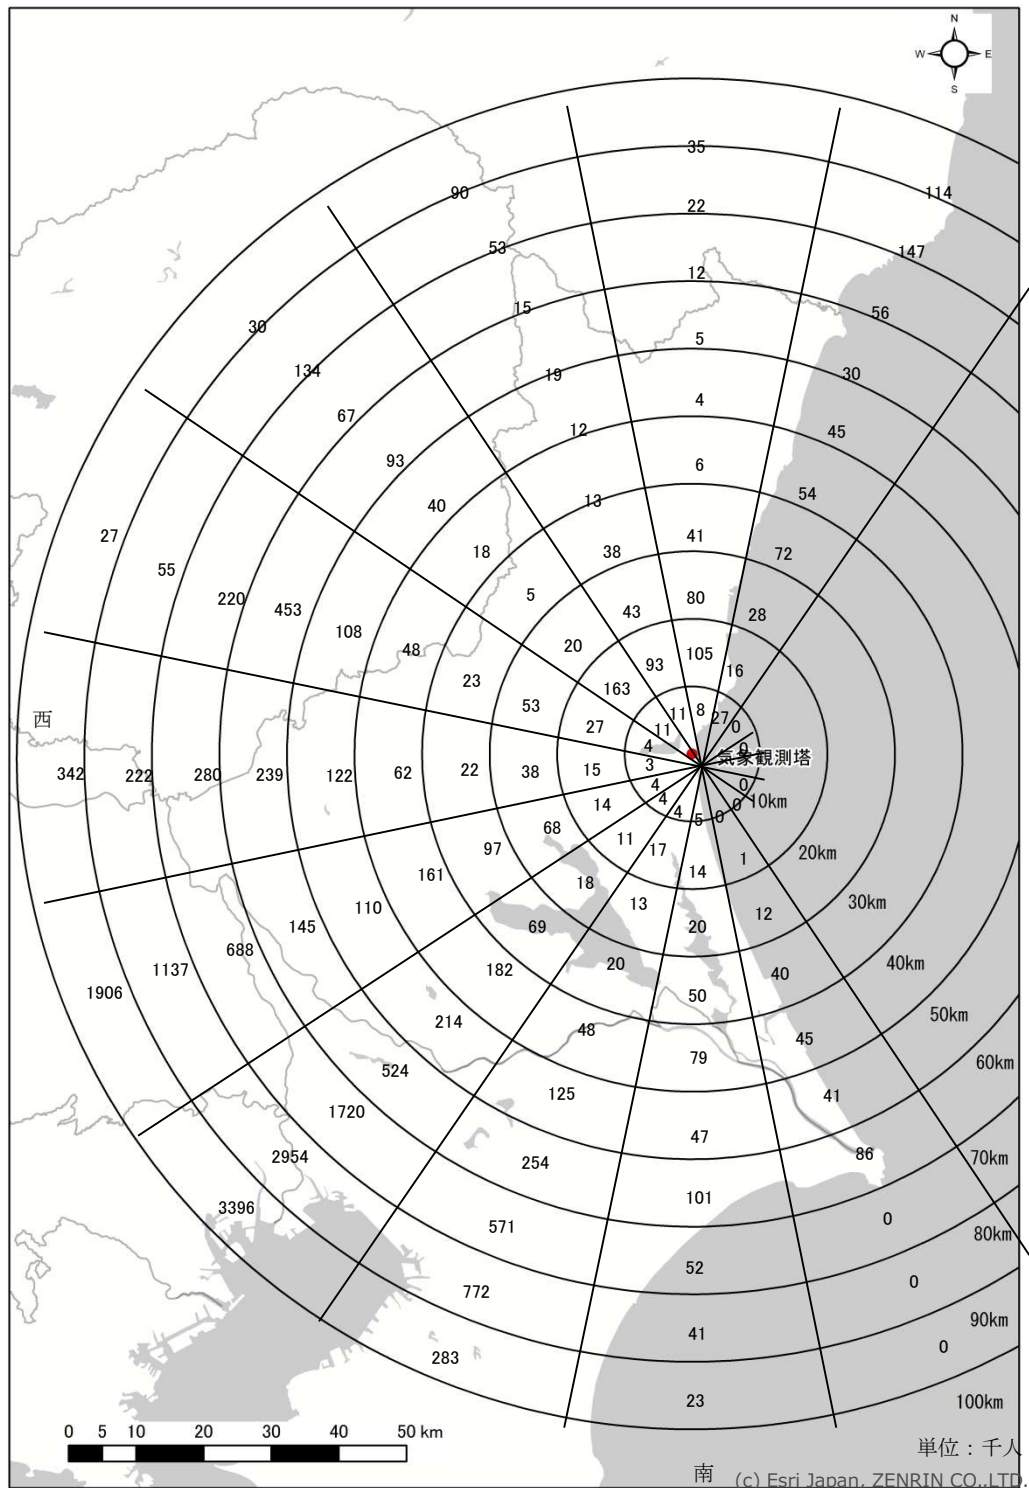 N
W E
S
35
90 114
22
53 147
12
15 56
30
5
134 19 30
4
67 12 45
93 6
40 13 54
27 18 38 41 72
55
220 453 5 43 80 28
108 20
48 93 105 16
23 163
53 11 8 27
西 27 11 0
4 0
342 222 280 239 122 62 22 38 15 3 気象観測塔
4 0
14 4 0 10km
4 5 0
68 11
97 17 1 20km
161 18 14
110 13 12 30km
145 69 20
688
1137 182 20 40 40km
1906 50
214 48 45 50km
524 79 60km
125 41
1720
2954 47 86 70km
254
3396 101 0
571 80km
52 0
772 90km
41 0
283
23 100km
0 5 10 20 30 40 50 km
単位：千人
南
(c) Esri Japan, ZENRIN CO.,LTD.